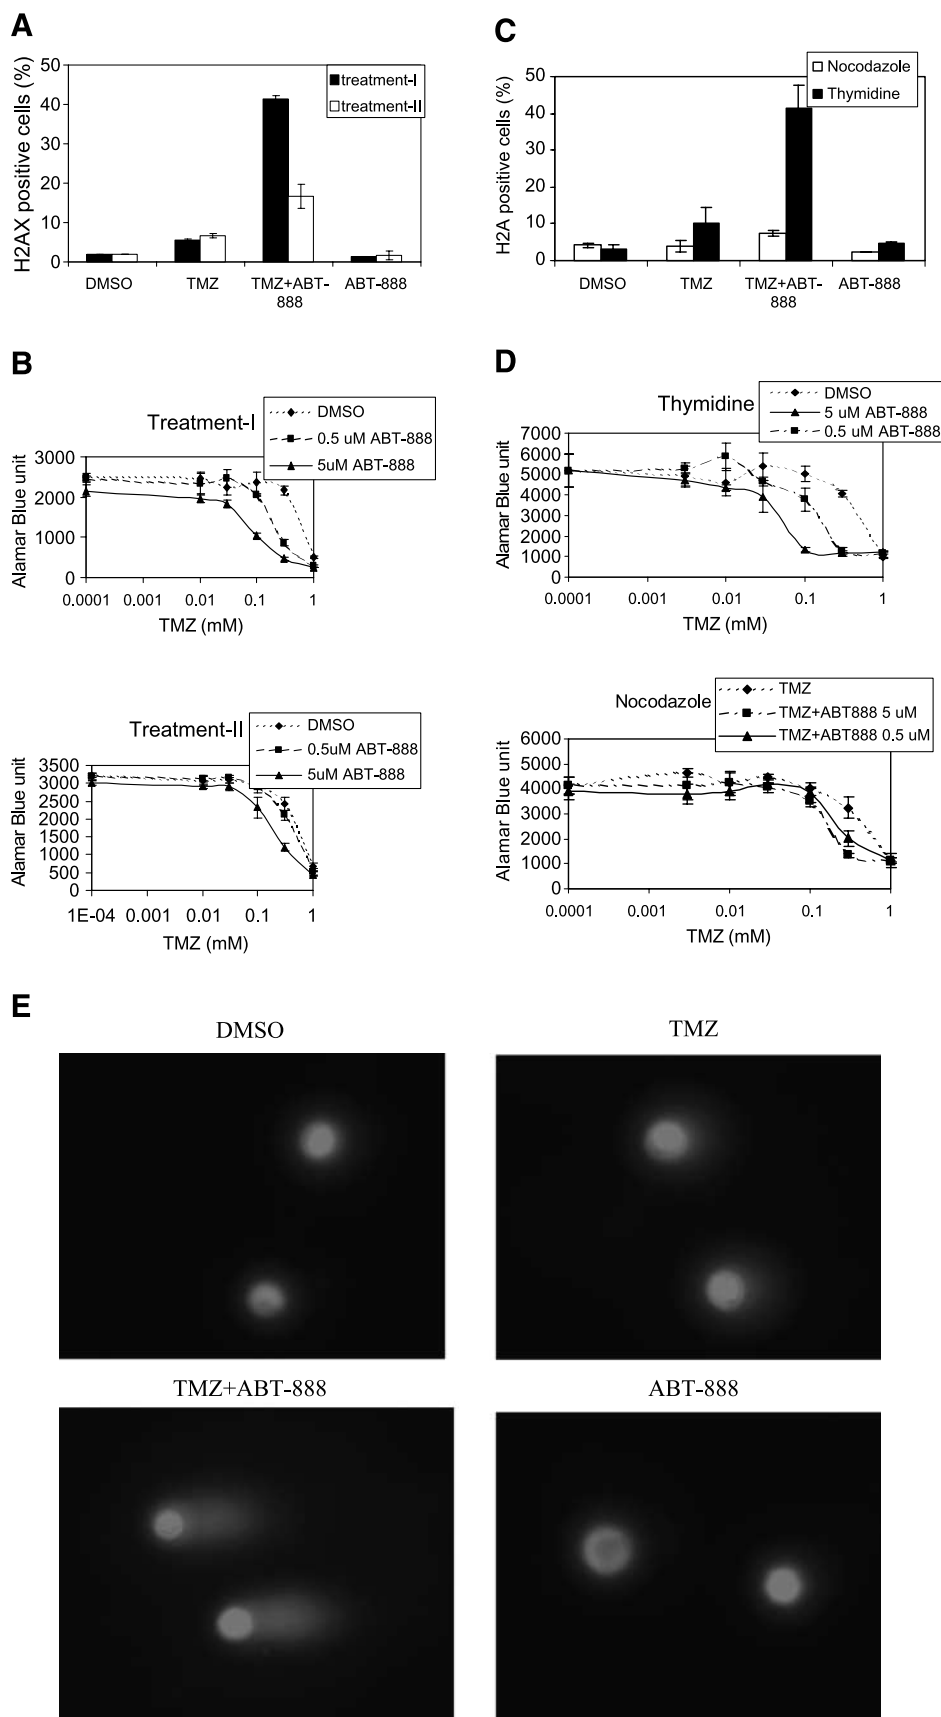 A
H2AX positive cells (%)
50
40
30
20
10
0
treatment-I
treatment-II
DMSO
TMZ
TMZ+ABT-
888
ABT-888
C
H2A positive cells (%)
50
40
30
20
10
0
Nocodazole
Thymidine
DMSO
TMZ
TMZ+ABT-
888
ABT-888
B
Treatment-I
DMSO
0.5 uM ABT-888
5uM ABT-888
Alamar Blue unit
3000
2000
1000
0
0.0001 0.001 0.01 0.1 1
TMZ (mM)
Treatment-II
DMSO
0.5uM ABT-888
5uM ABT-888
Alamar Blue unit
3500
3000
2500
2000
1500
1000
500
0
1E-04 0.001 0.01 0.1 1
TMZ (mM)
D
Thymidine
DMSO
5 uM ABT-888
0.5 uM ABT-888
Alamar Blue unit
7000
6000
5000
4000
3000
2000
1000
0
0.0001 0.001 0.01 0.1 1
TMZ (mM)
Nocodazole
TMZ
TMZ+ABT888 5 uM
TMZ+ABT888 0.5 uM
Alamar Blue unit
6000
5000
4000
3000
2000
1000
0
0.0001 0.001 0.01 0.1 1
TMZ (mM)
E
DMSO
TMZ
TMZ+ABT-888
ABT-888